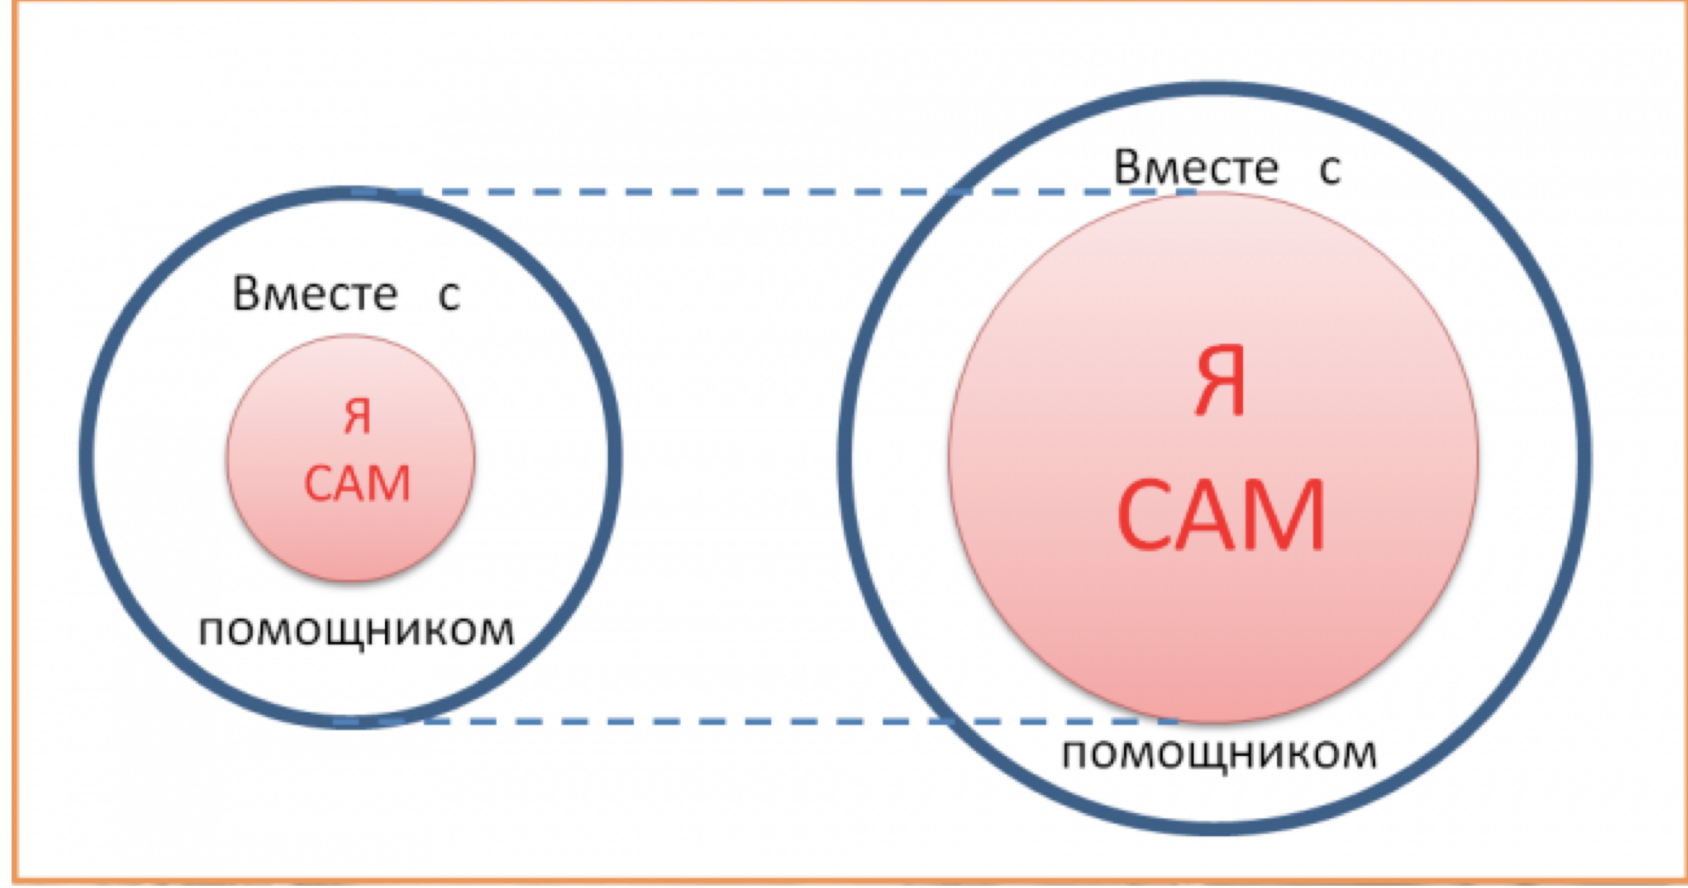 Вместе с
Я
САМ
помощником
Вместе с
Я
САМ
помощником